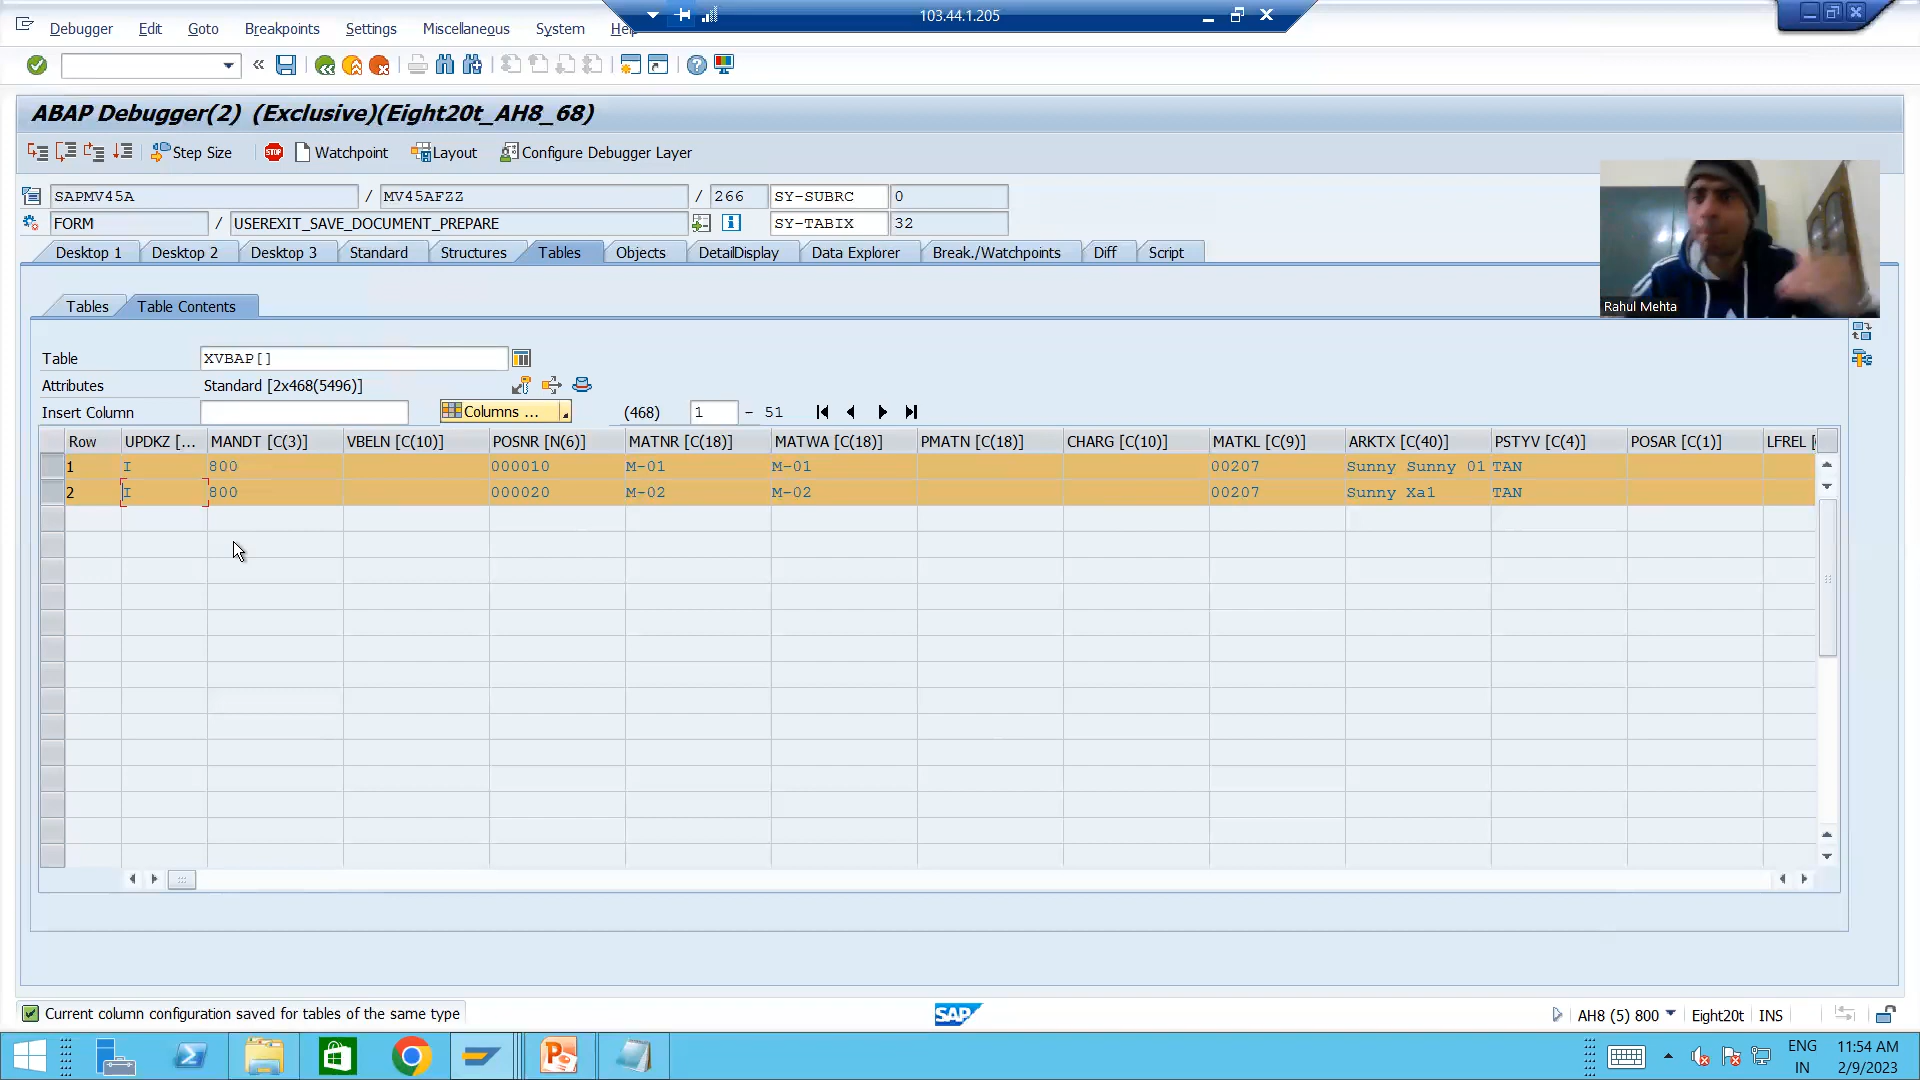 103.44.1.205
Debugger Edit Goto Breakpoints Settings Miscellaneous System Help
ABAP Debugger(2) (Exclusive)(Eight20t_AH8_68)
Step Size STOP Watchpoint Layout Configure Debugger Layer
SAPMV45A / MV45AFZZ / 266 SY-SUBRC 0
FORM / USEREXIT_SAVE_DOCUMENT_PREPARE SY-TABIX 32
Desktop 1 Desktop 2 Desktop 3 Standard Structures Tables Objects DetailDisplay Data Explorer Break./Watchpoints Diff Script
Rahul Mehta
Tables Table Contents
Table XVBAP[]
Attributes Standard [2x468(5496)]
Insert Column Columns ... (468) 1 - 51
Row UPDKZ [... MANDT [C(3)] VBELN [C(10)] POSNR [N(6)] MATNR [C(18)] MATWA [C(18)] PMATN [C(18)] CHARG [C(10)] MATKL [C(9)] ARKTX [C(40)] PSTYV [C(4)] POSAR [C(1)] LFREL [
1 I 800 000010 M-01 M-01 00207 Sunny Sunny 01 TAN
2 I 800 000020 M-02 M-02 00207 Sunny Xa1 TAN
Current column configuration saved for tables of the same type
SAP
AH8 (5) 800 Eight20t INS
ENG 11:54 AM
IN 2/9/2023